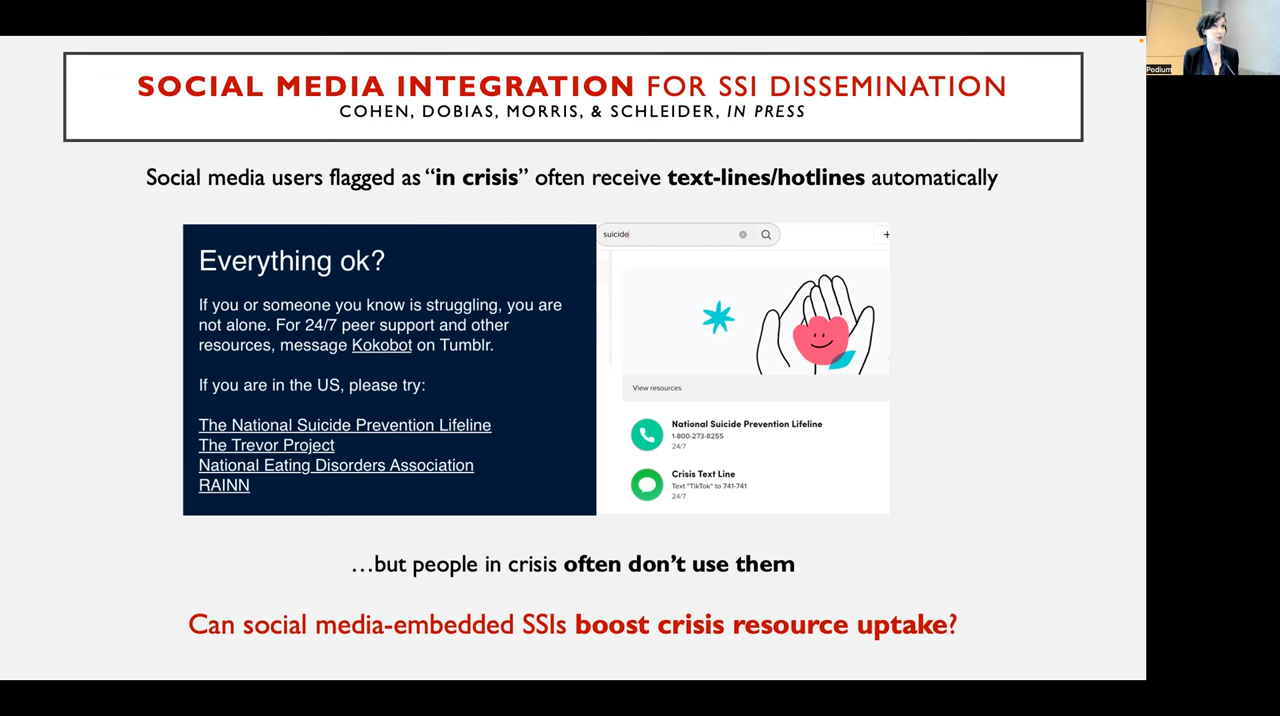 SOCIAL MEDIA INTEGRATION FOR SSI DISSEMINATION
COHEN, DOBIAS, MORRIS, & SCHLEIDER, IN PRESS
Podium
Social media users flagged as “in crisis” often receive text-lines/hotlines automatically
Everything ok?
If you or someone you know is struggling, you are
not alone. For 24/7 peer support and other
resources, message Kokobot on Tumblr.
If you are in the US, please try:
The National Suicide Prevention Lifeline
The Trevor Project
National Eating Disorders Association
RAINN
suicide
View resources
National Suicide Prevention Lifeline
1-800-273-8255
24/7
Crisis Text Line
Text "TikTok" to 741-741
24/7
…but people in crisis often don’t use them
Can social media-embedded SSIs boost crisis resource uptake?